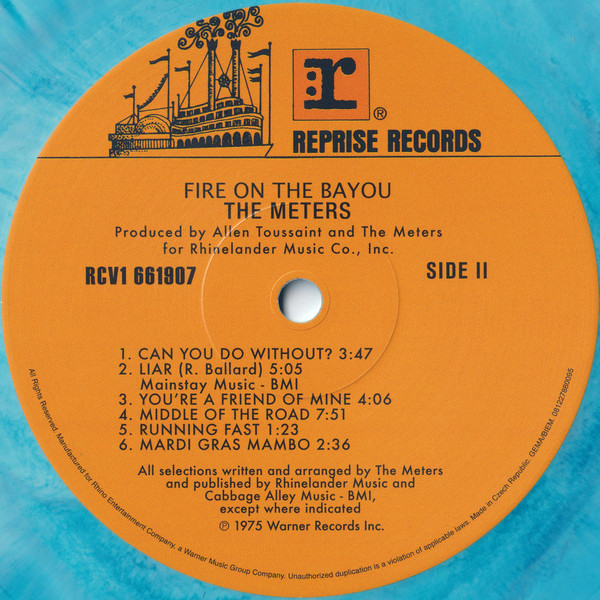 r
®
REPRISE RECORDS
FIRE ON THE BAYOU
THE METERS
Produced by Allen Toussaint and The Meters
for Rhinelander Music Co., Inc.
RCV1 661907
SIDE II
1. CAN YOU DO WITHOUT? 3:47
2. LIAR (R. Ballard) 5:05
Mainstay Music - BMI
3. YOU'RE A FRIEND OF MINE 4:06
4. MIDDLE OF THE ROAD 7:51
5. RUNNING FAST 1:23
6. MARDI GRAS MAMBO 2:36
All selections written and arranged by The Meters
and published by Rhinelander Music and
Cabbage Alley Music - BMI,
except where indicated
℗ 1975 Warner Records Inc.
All Rights Reserved. Manufactured for Rhino Entertainment Company, a Warner Music Group Company. Unauthorized duplication is a violation of applicable laws. Made in Czech Republic. GEMA/BIEM. 081227880095